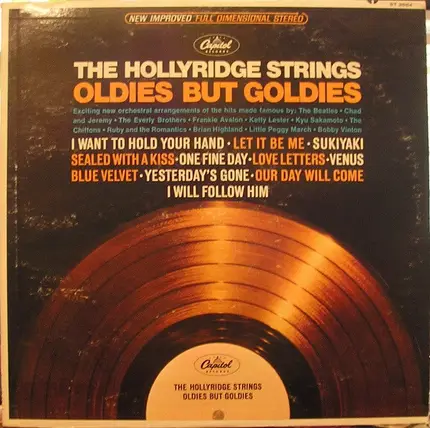 NEW IMPROVED FULL DIMENSIONAL STEREO
Capitol
RECORDS
THE HOLLYRIDGE STRINGS
OLDIES BUT GOLDIES
Exciting new orchestral arrangements of the hits made famous by: The Beatles • Chad
and Jeremy • The Everly Brothers • Frankie Avalon • Ketty Lester • Kyu Sakamoto • The
Chiffons • Ruby and the Romantics • Brian Highland • Little Peggy March • Bobby Vinton
I WANT TO HOLD YOUR HAND • LET IT BE ME • SUKIYAKI
SEALED WITH A KISS • ONE FINE DAY • LOVE LETTERS • VENUS
BLUE VELVET • YESTERDAY'S GONE • OUR DAY WILL COME
I WILL FOLLOW HIM
Capitol
THE HOLLYRIDGE STRINGS
OLDIES BUT GOLDIES